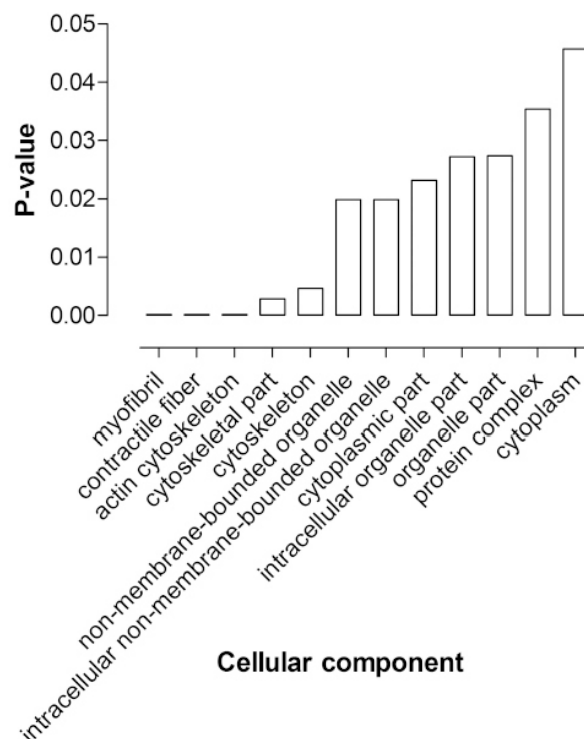 0.05
0.04
0.03
0.02
0.01
0.00
P-value
myofibril
contractile fiber
actin cytoskeleton
cytoskeletal part
cytoskeleton
non-membrane-bounded organelle
intracellular non-membrane-bounded organelle
cytoplasmic part
intracellular organelle part
organelle part
protein complex
cytoplasm
Cellular component